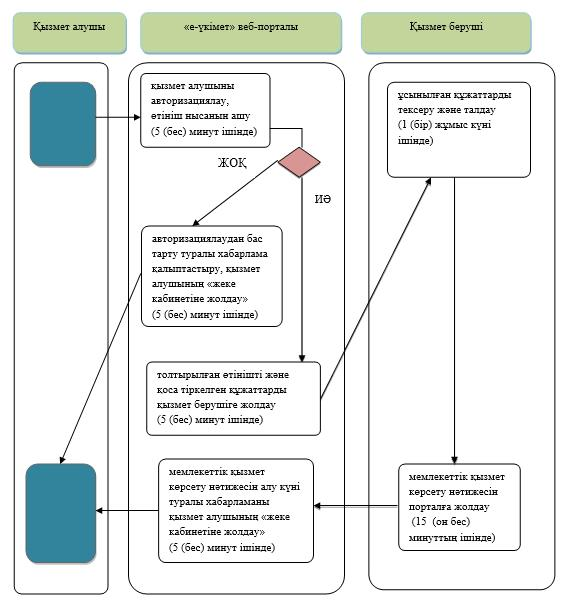 Қызмет алушы
«е-үкімет» веб-порталы
Қызмет беруші
қызмет алушыны
авторизациялау,
өтініш нысанын ашу
(5 (бес) минут ішінде)
ұсынылған құжаттарды
тексеру және талдау
(1 (бір) жұмыс күні
ішінде)
ЖОҚ
ИӘ
авторизациялаудан бас
тарту туралы хабарлама
қалыптастыру, қызмет
алушының «жеке
кабинетіне жолдау»
(5 (бес) минут ішінде)
толтырылған өтінішті және
қоса тіркелген құжаттарды
қызмет берушіге жолдау
(5 (бес) минут ішінде)
мемлекеттік қызмет
көрсету нәтижесін алу күні
туралы хабарламаны
қызмет алушының «жеке
кабинетіне жолдау»
(5 (бес) минут ішінде)
мемлекеттік қызмет
көрсету нәтижесін
порталға жолдау
(15 (он бес)
минуттың ішінде)